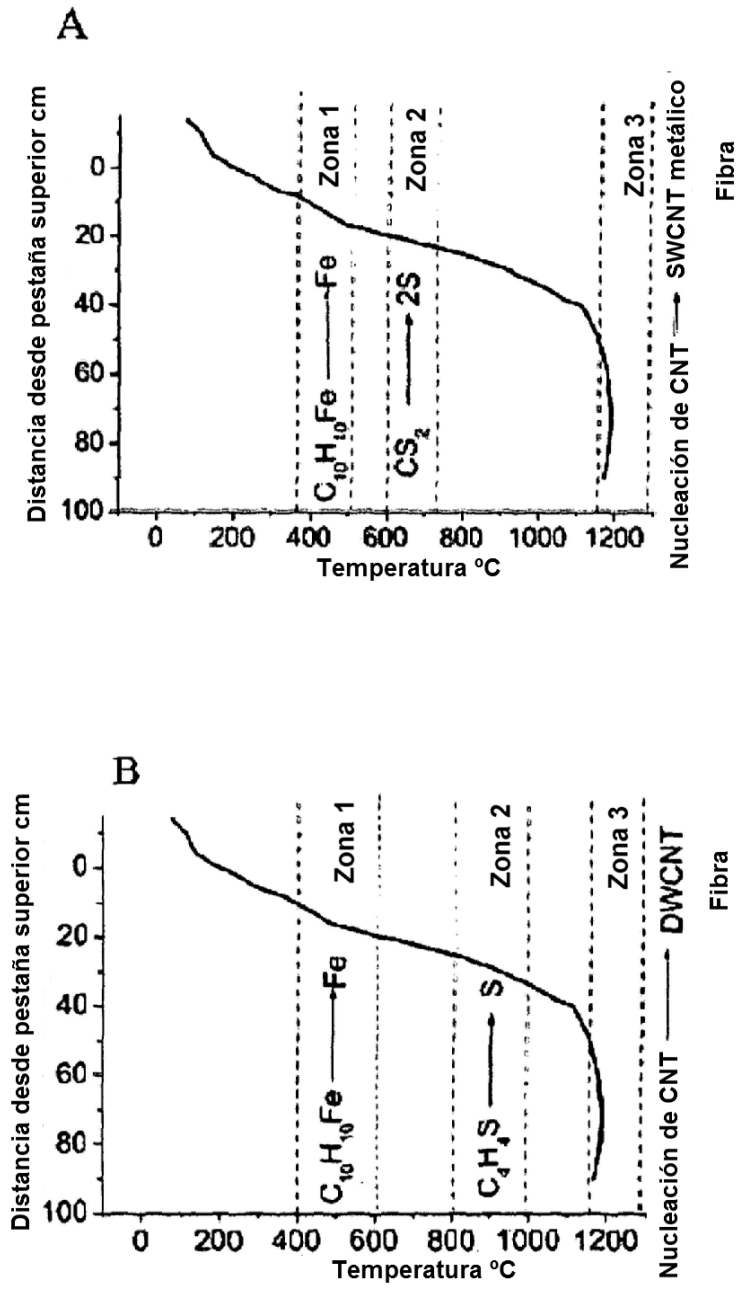 A
Distancia desde pestaña superior cm
0
20
40
60
80
100
0 200 400 600 800 1000 1200
Temperatura ºC
Zona 1
Zona 2
Zona 3
C₁₀H₁₀Fe → Fe
CS₂ → 2S
Nucleación de CNT → SWCNT metálico
Fibra
B
Distancia desde pestaña superior cm
0
20
40
60
80
100
0 200 400 600 800 1000 1200
Temperatura ºC
Zona 1
Zona 2
Zona 3
C₁₀H₁₀Fe → Fe
C₄H₄S → S
Nucleación de CNT → DWCNT
Fibra